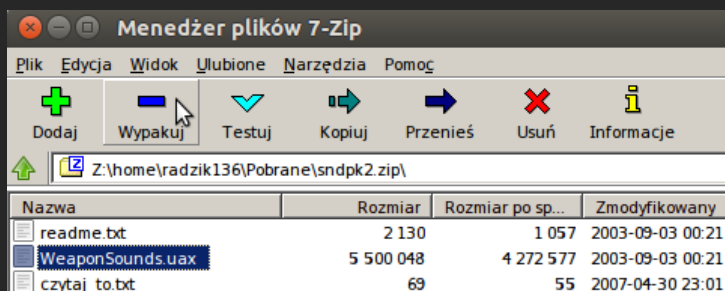 Menedżer plików 7-Zip
Plik Edycja Widok Ulubione Narzędzia Pomoc
Dodaj Wypakuj Testuj Kopiuj Przenieś Usuń Informacje
Z:\home\radzik136\Pobrane\sndpk2.zip\
Nazwa Rozmiar Rozmiar po sp... Zmodyfikowany
readme.txt 2 130 1 057 2003-09-03 00:21
WeaponSounds.uax 5 500 048 4 272 577 2003-09-03 00:21
czytaj_to.txt 69 55 2007-04-30 23:01